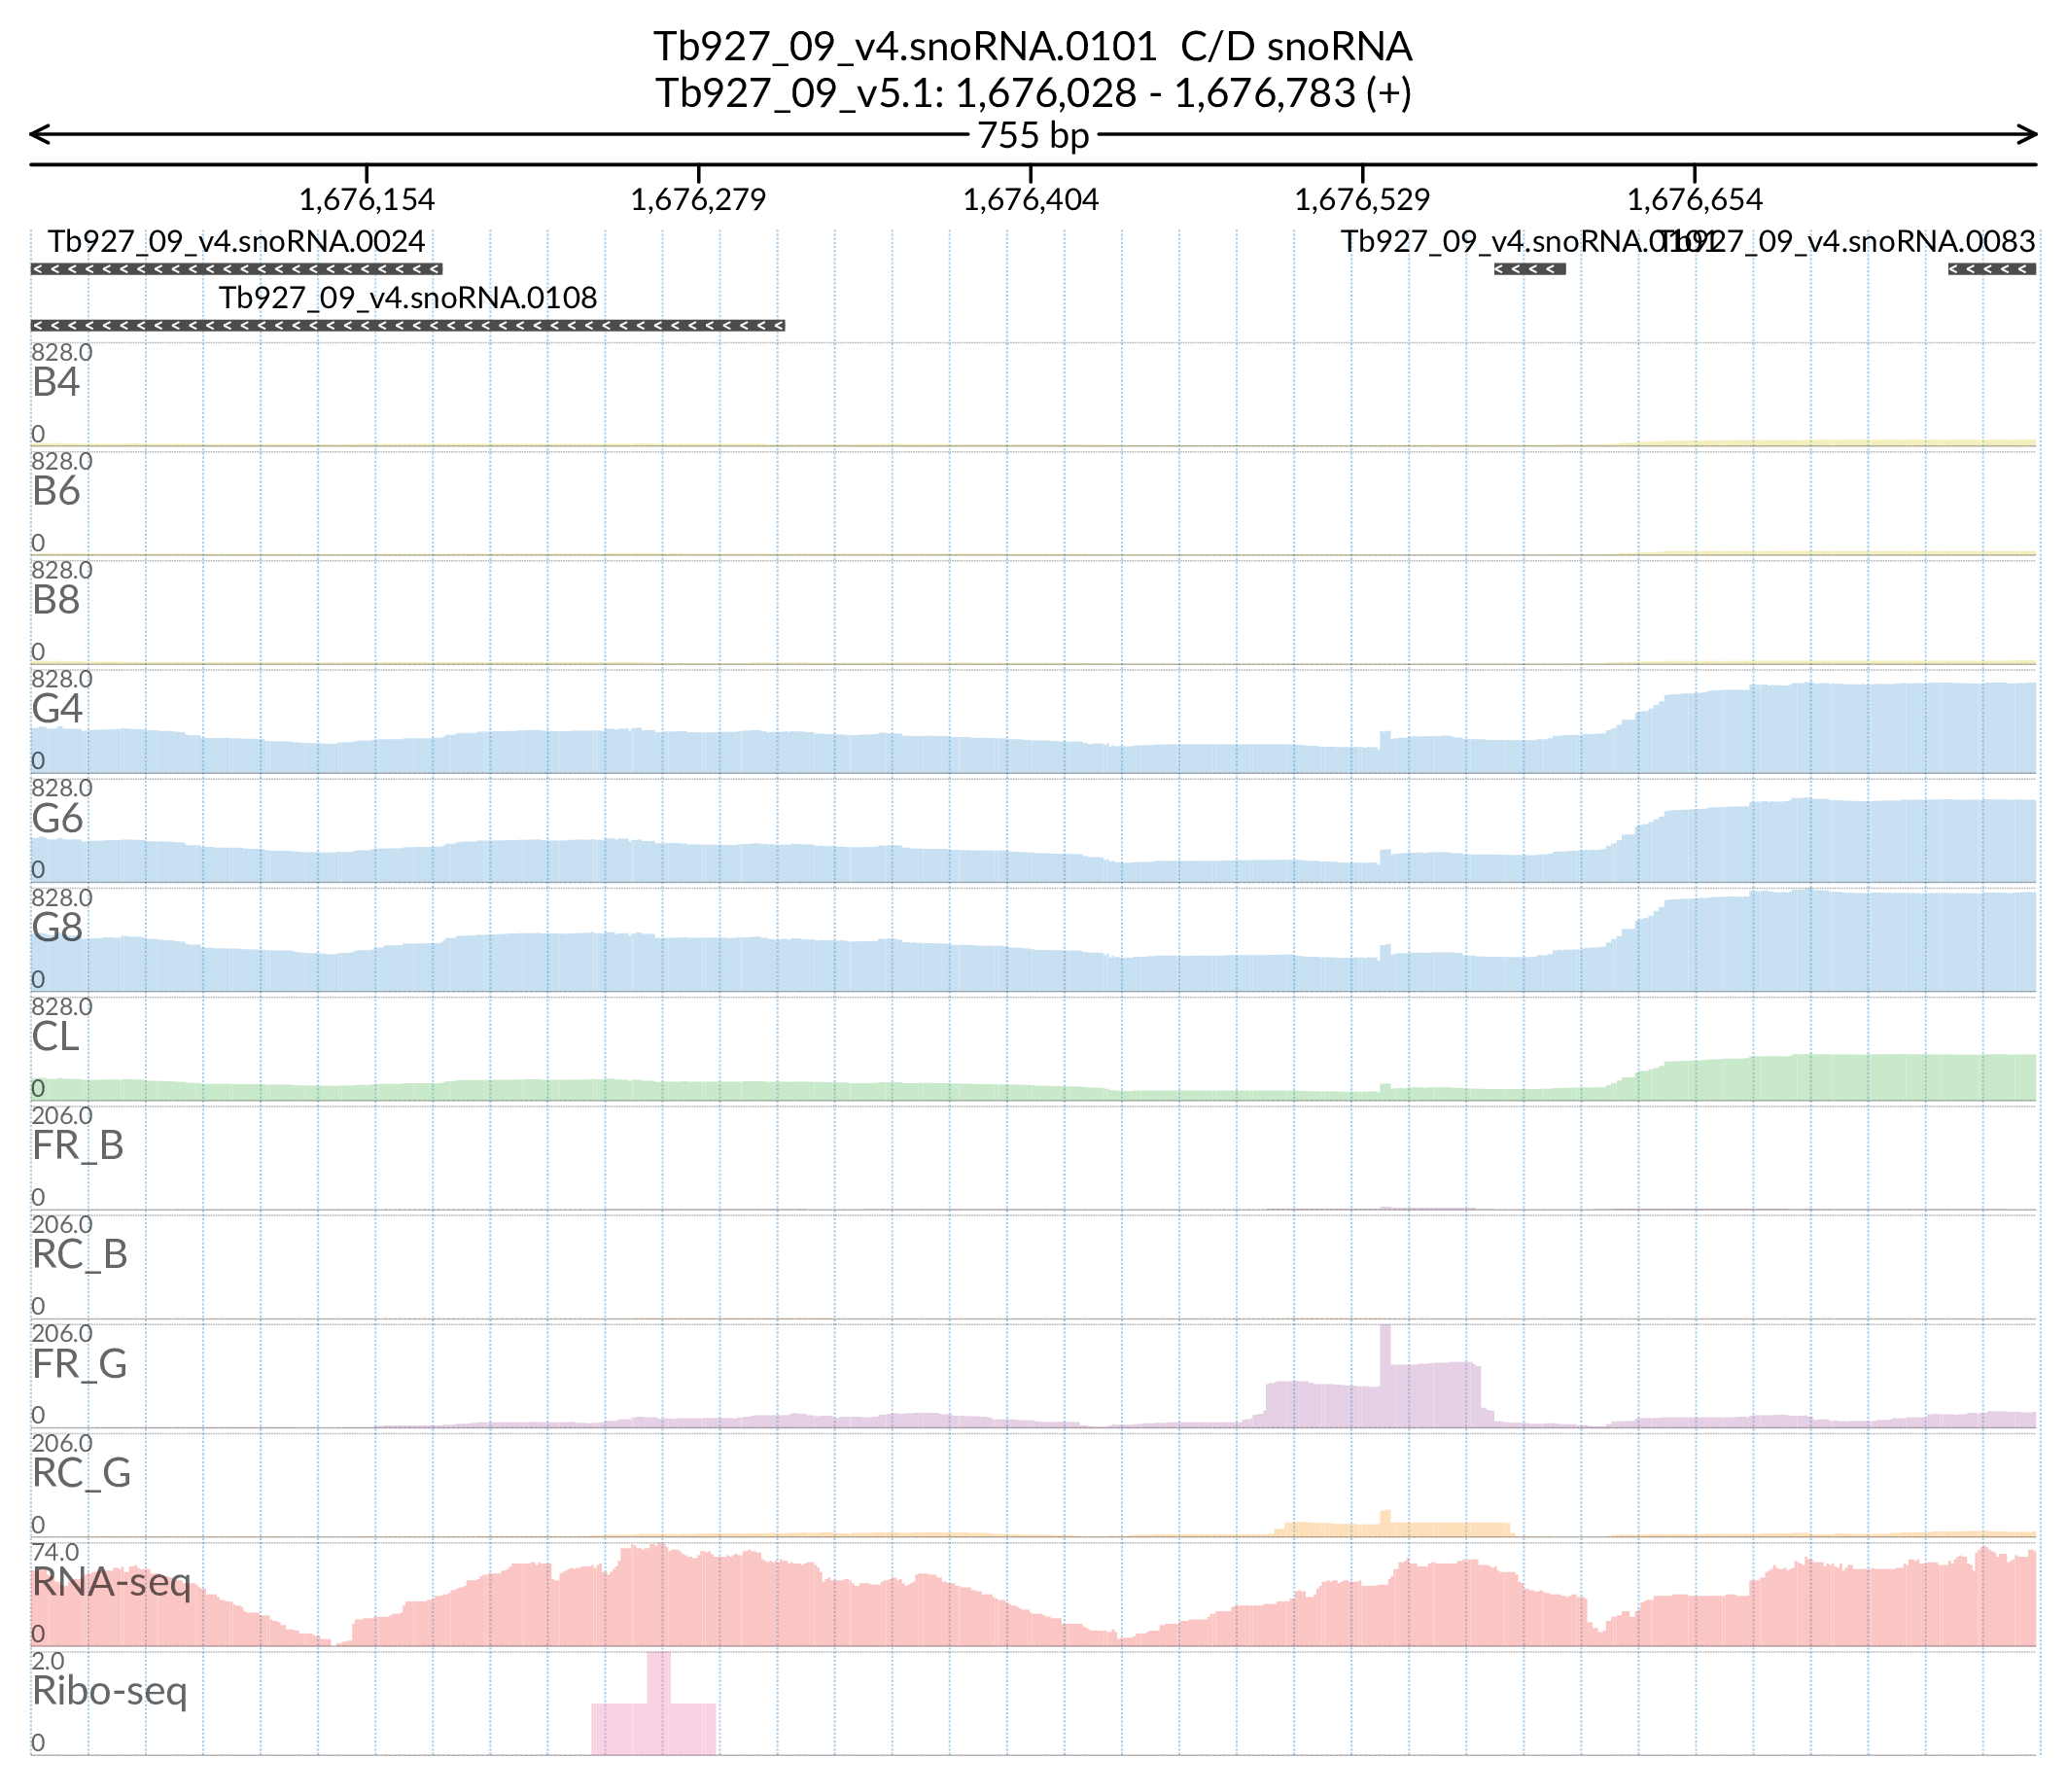 Tb927_09_v4.snoRNA.0101 C/D snoRNA
Tb927_09_v5.1: 1,676,028 - 1,676,783 (+)
755 bp
1,676,154 1,676,279 1,676,404 1,676,529 1,676,654
Tb927_09_v4.snoRNA.0024 Tb927_09_v4.snoRNA.0101 Tb927_09_v4.snoRNA.0083
Tb927_09_v4.snoRNA.0108
828.0
B4
0
828.0
B6
0
828.0
B8
0
828.0
G4
0
828.0
G6
0
828.0
G8
0
828.0
CL
0
206.0
FR_B
0
206.0
RC_B
0
206.0
FR_G
0
206.0
RC_G
0
74.0
RNA-seq
0
2.0
Ribo-seq
0